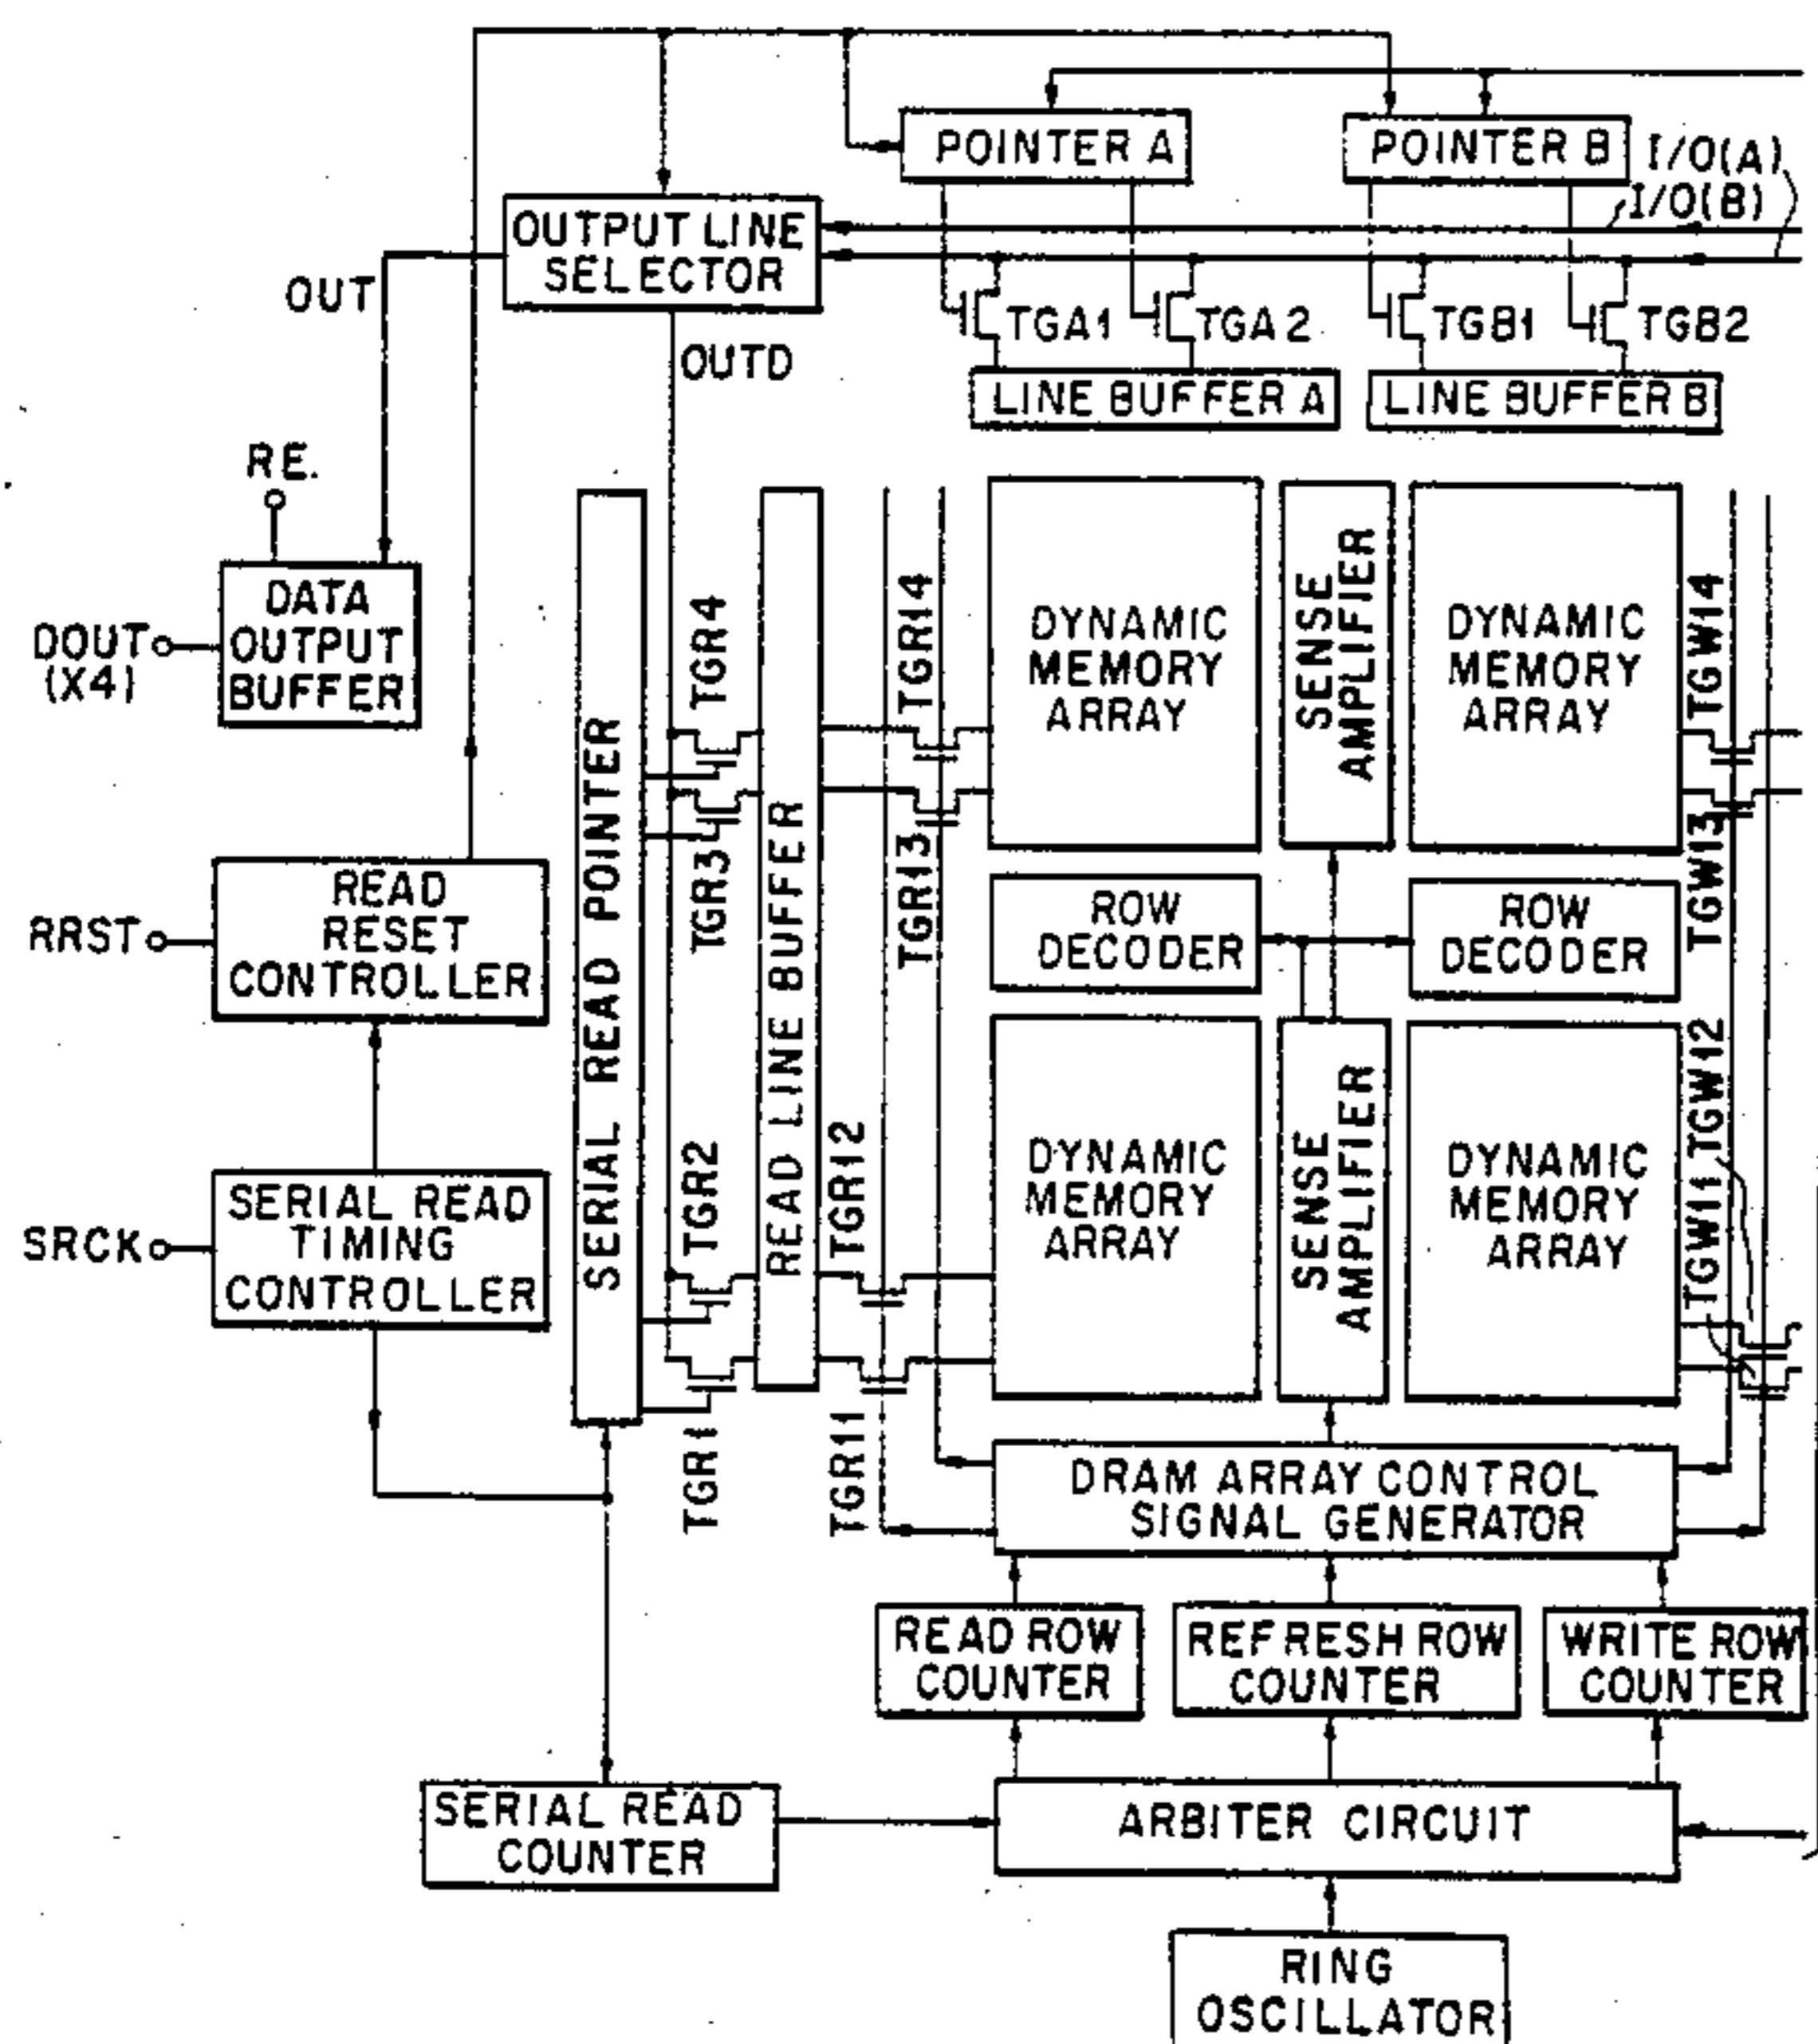 POINTER A
POINTER B
I/O(A)
I/O(B)
OUTPUT LINE
SELECTOR
OUT
TGA1
TGA2
TGB1
TGB2
OUTD
LINE BUFFER A
LINE BUFFER B
RE.
DATA
OUTPUT
BUFFER
DOUT
(X4)
SERIAL READ POINTER
TGR4
TGR3
READ LINE BUFFER
TGR14
TGR13
DYNAMIC
MEMORY
ARRAY
SENSE
AMPLIFIER
DYNAMIC
MEMORY
ARRAY
TGW14
TGW13
READ
RESET
CONTROLLER
RRST
ROW
DECODER
ROW
DECODER
SERIAL READ
TIMING
CONTROLLER
SRCK
TGR2
TGR1
TGR12
TGR11
DYNAMIC
MEMORY
ARRAY
SENSE
AMPLIFIER
DYNAMIC
MEMORY
ARRAY
TGW11 TGW12
DRAM ARRAY CONTROL
SIGNAL GENERATOR
READ ROW
COUNTER
REFRESH ROW
COUNTER
WRITE ROW
COUNTER
SERIAL READ
COUNTER
ARBITER CIRCUIT
RING
OSCILLATOR